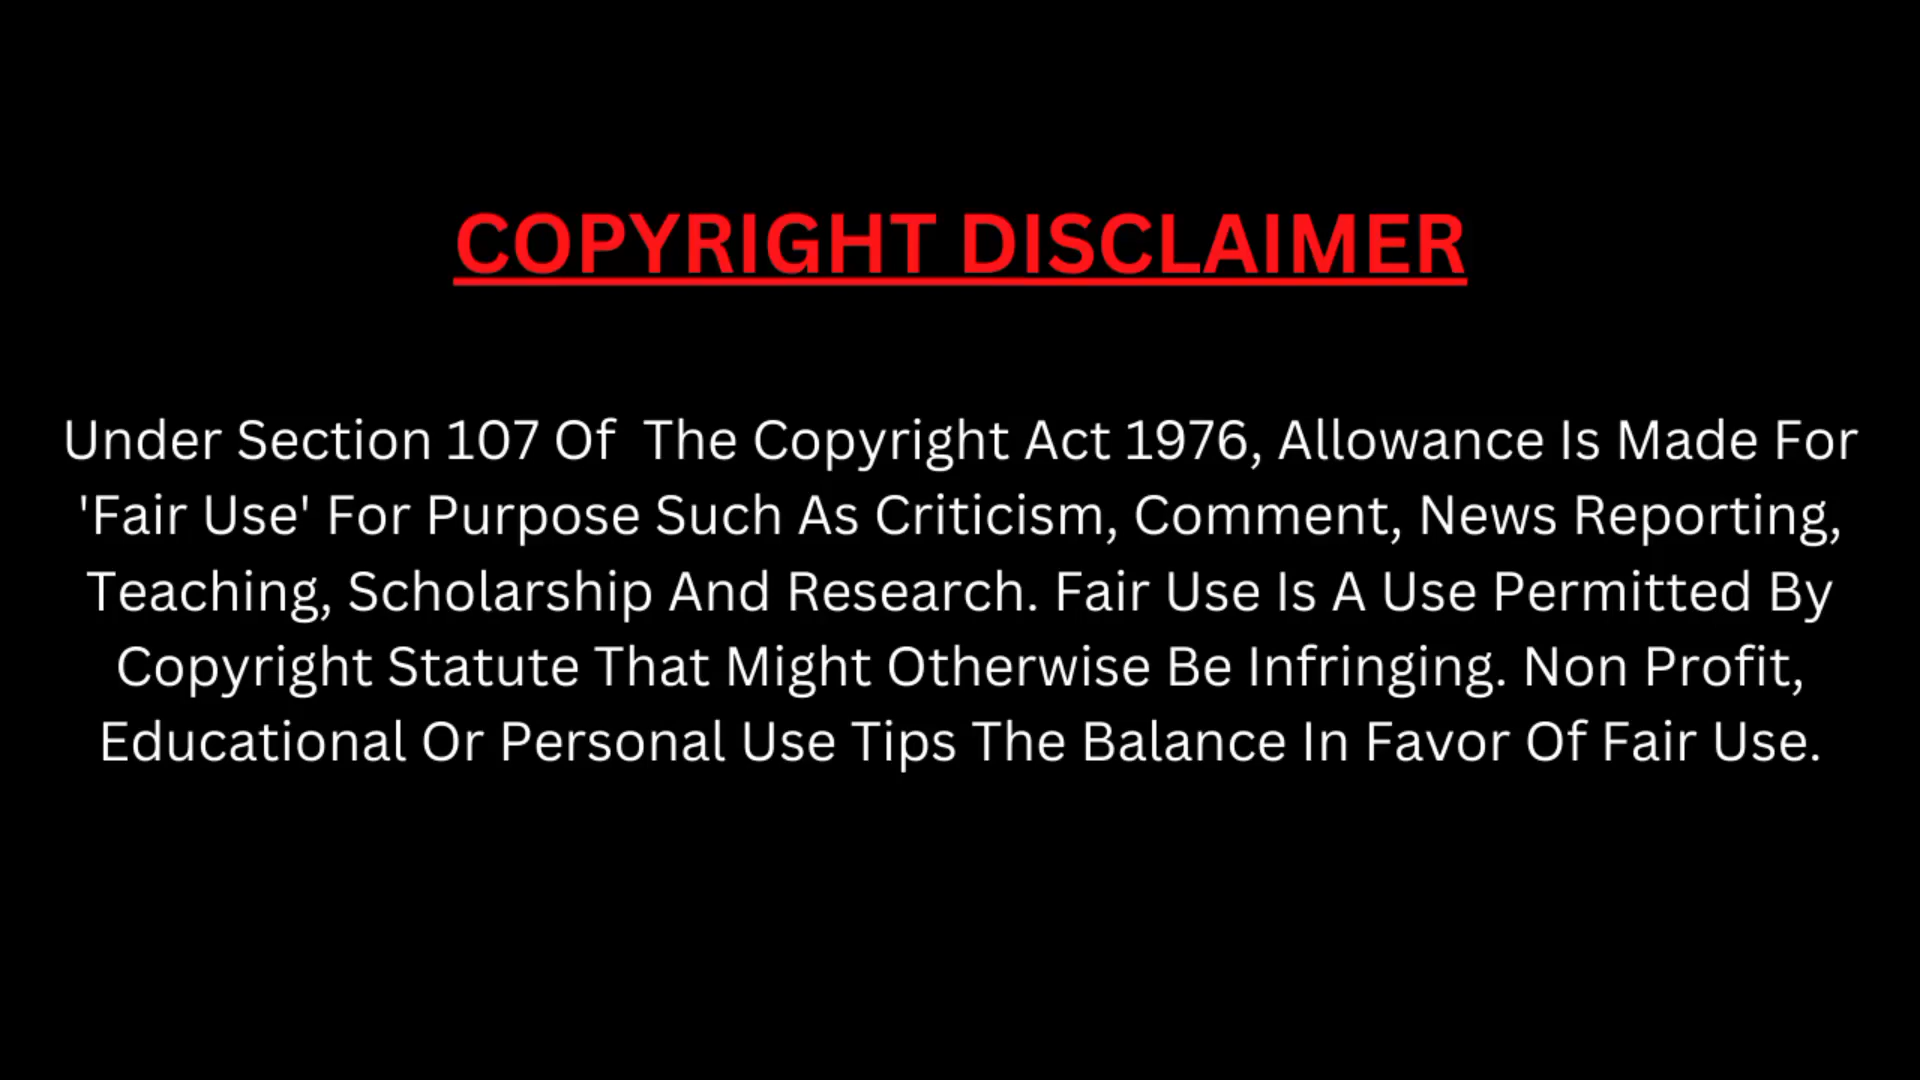 COPYRIGHT DISCLAIMER
Under Section 107 Of  The Copyright Act 1976, Allowance Is Made For
'Fair Use' For Purpose Such As Criticism, Comment, News Reporting,
Teaching, Scholarship And Research. Fair Use Is A Use Permitted By
Copyright Statute That Might Otherwise Be Infringing. Non Profit,
Educational Or Personal Use Tips The Balance In Favor Of Fair Use.